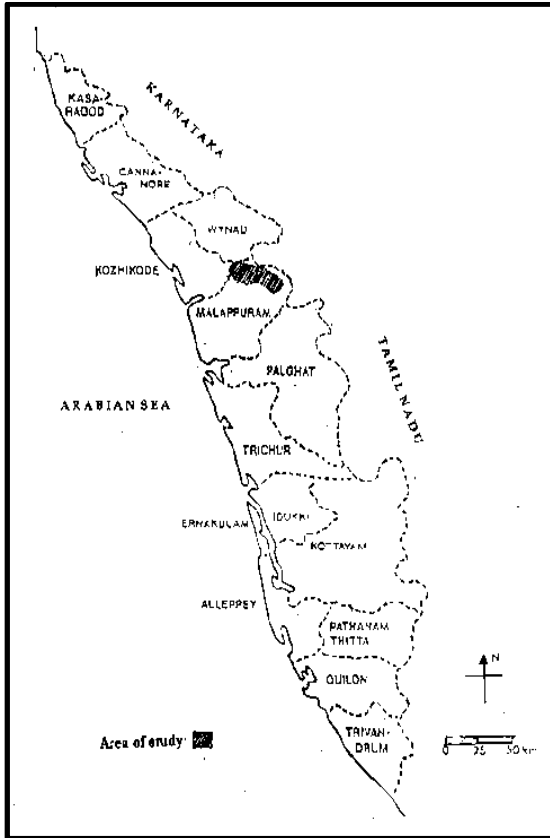 KASA-
RAGOD
KARNATAKA
CANNA-
NORE
WYNAD
KOZHIKODE
MALAPPURAM
PALGHAT
TAMIL NADU
ARABIAN SEA
TRICHUR
IDUKKI
ERNAKULAM
KOTTAYAM
ALLEPPEY
PATHANAM
THITTA
N
QUILON
TRIVAN-
DRUM
Area of study
0 25 50 km